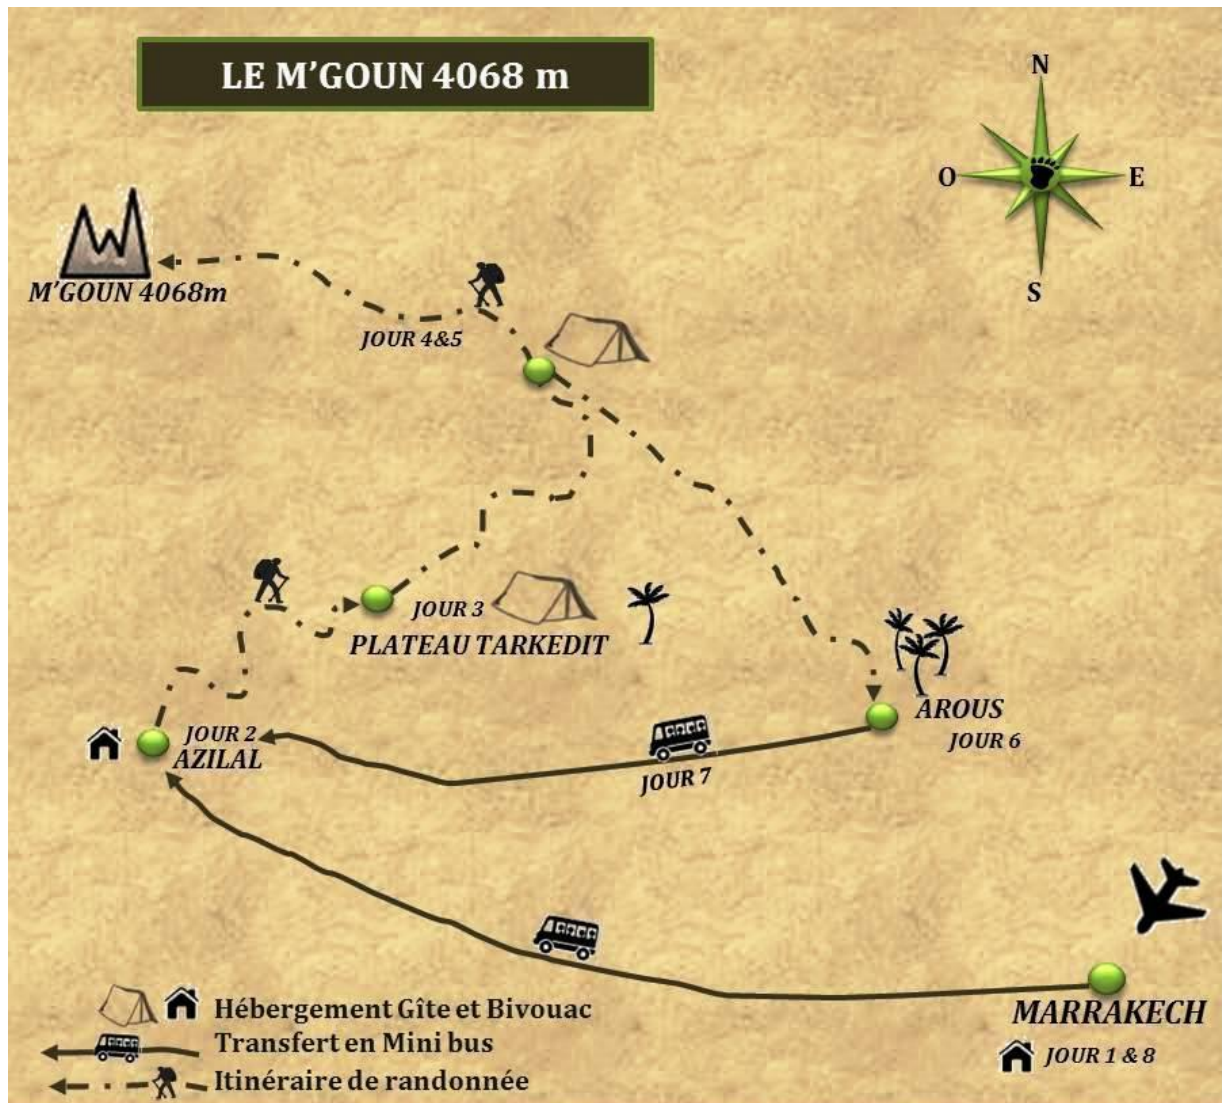 LE M'GOUN 4068 m
N
O
E
S
M'GOUN 4068m
JOUR 4&5
JOUR 3
PLATEAU TARKEDIT
JOUR 2
AZILAL
AROUS
JOUR 6
JOUR 7
MARRAKECH
JOUR 1 & 8
Hébergement Gîte et Bivouac
Transfert en Mini bus
Itinéraire de randonnée